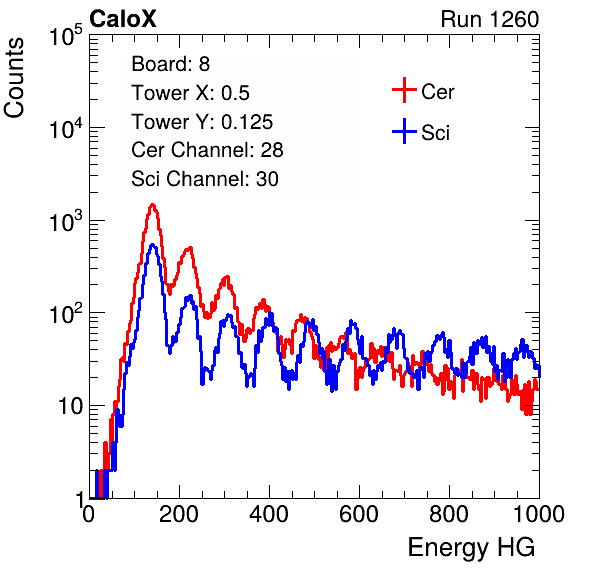 CaloX Run 1260
Counts
Board: 8
Tower X: 0.5
Tower Y: 0.125
Cer Channel: 28
Sci Channel: 30
Cer
Sci
10^5
10^4
10^3
10^2
10
1
0 200 400 600 800 1000
Energy HG